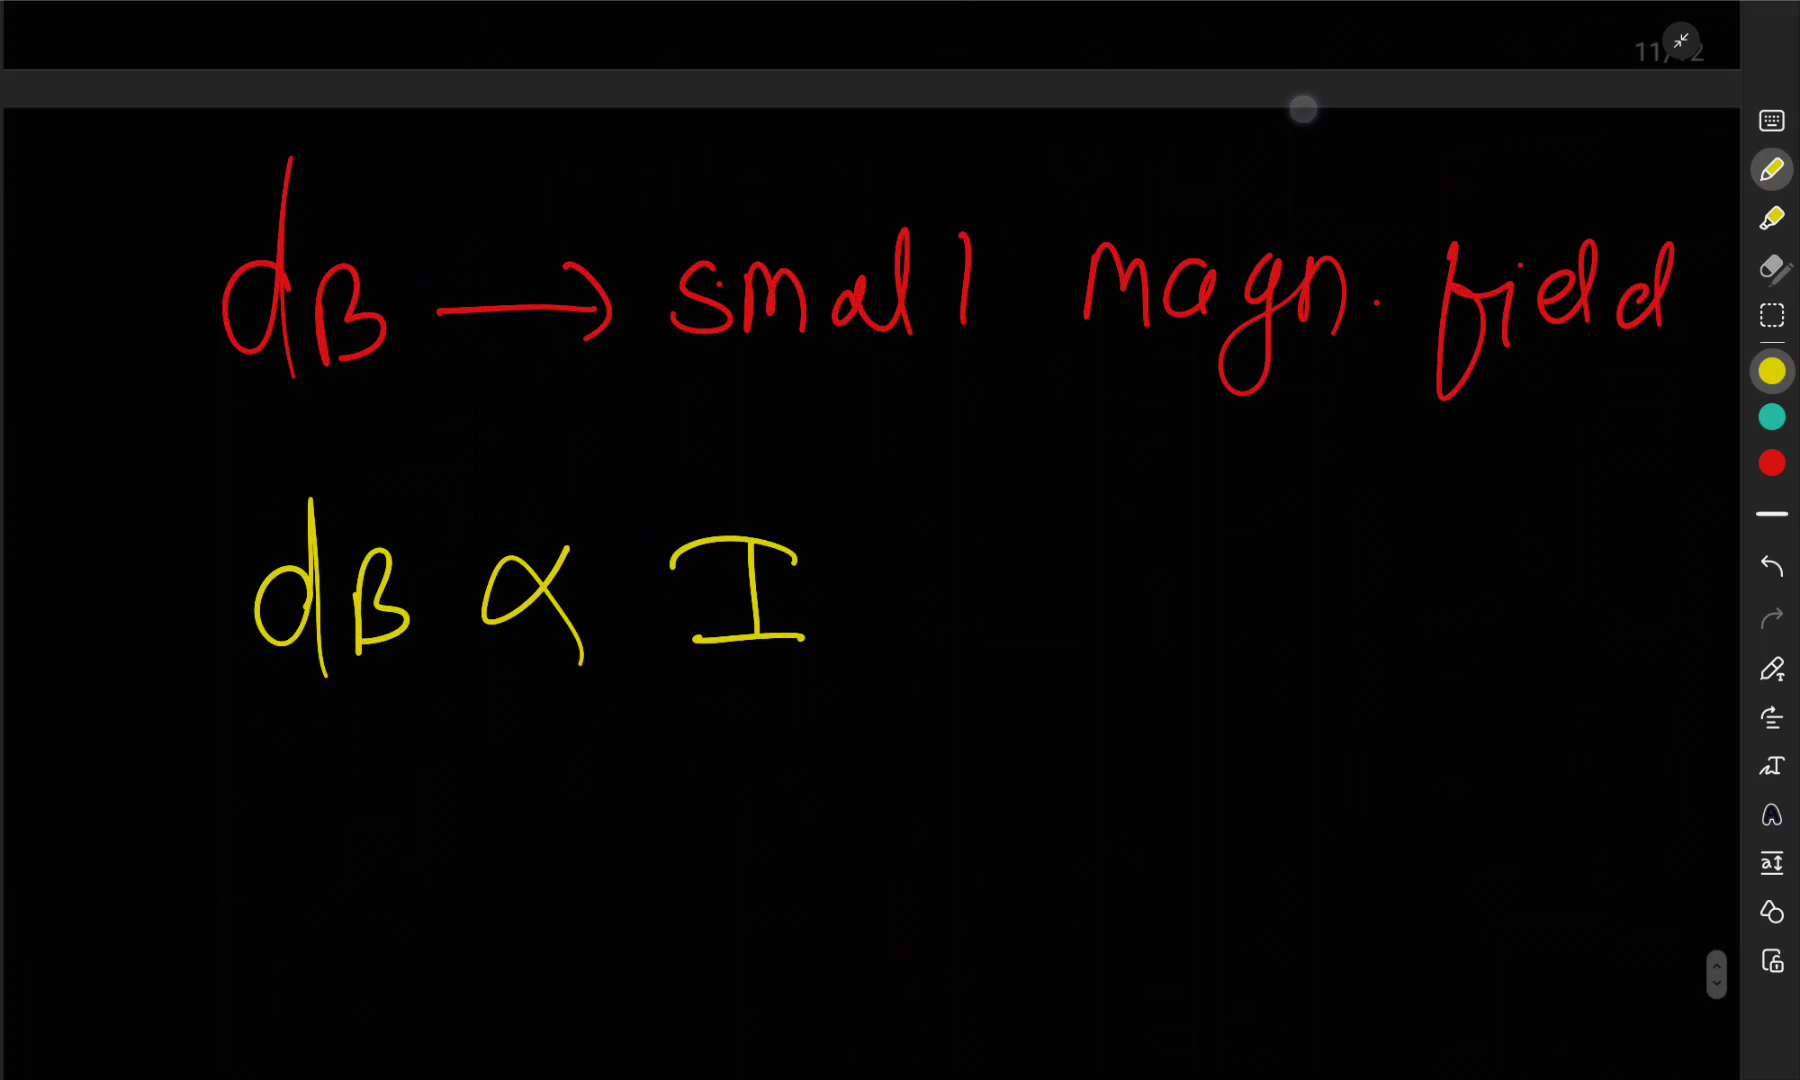 dB → small magn. field
dB ∝ I